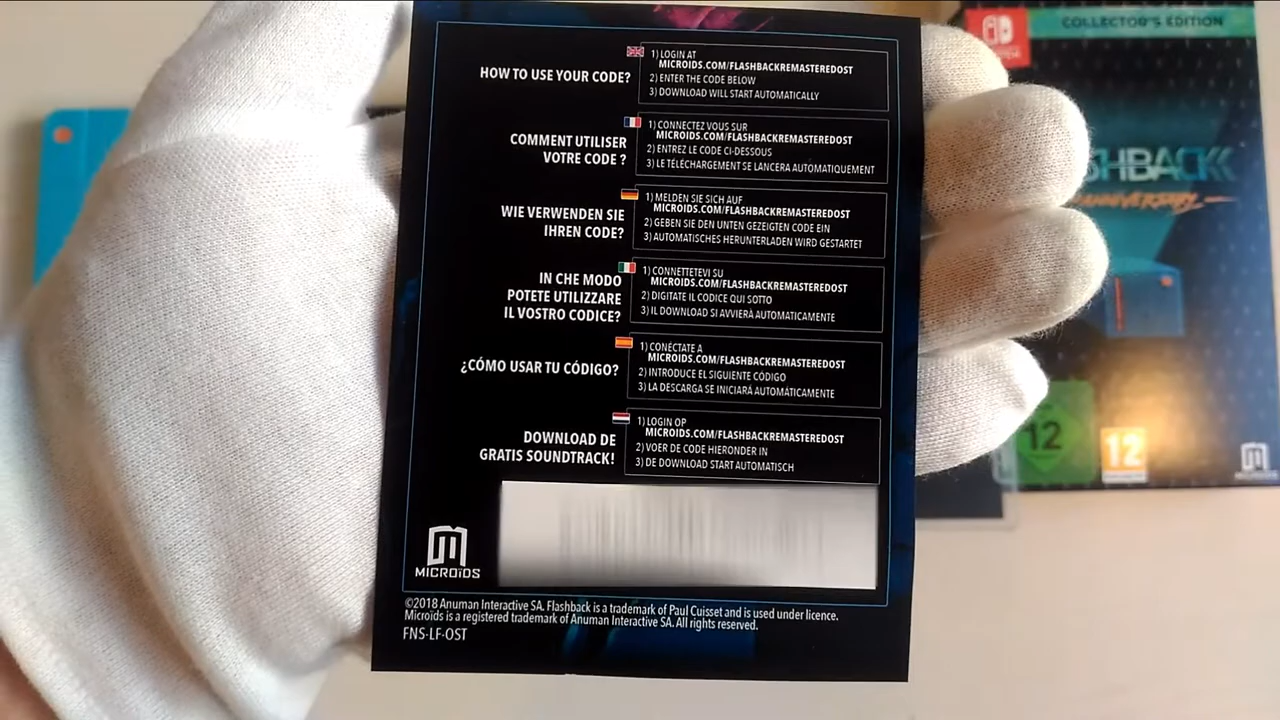 HOW TO USE YOUR CODE?
1) LOGIN AT
MICROIDS.COM/FLASHBACKREMASTEREDOST
2) ENTER THE CODE BELOW
3) DOWNLOAD WILL START AUTOMATICALLY
COMMENT UTILISER
VOTRE CODE ?
1) CONNECTEZ VOUS SUR
MICROIDS.COM/FLASHBACKREMASTEREDOST
2) ENTREZ LE CODE CI-DESSOUS
3) LE TÉLÉCHARGEMENT SE LANCERA AUTOMATIQUEMENT
WIE VERWENDEN SIE
IHREN CODE?
1) MELDEN SIE SICH AUF
MICROIDS.COM/FLASHBACKREMASTEREDOST
2) GEBEN SIE DEN UNTEN GEZEIGTEN CODE EIN
3) AUTOMATISCHES HERUNTERLADEN WIRD GESTARTET
IN CHE MODO
POTETE UTILIZZARE
IL VOSTRO CODICE?
1) CONNETTETEVI SU
MICROIDS.COM/FLASHBACKREMASTEREDOST
2) DIGITATE IL CODICE QUI SOTTO
3) IL DOWNLOAD SI AVVIERÀ AUTOMATICAMENTE
¿CÓMO USAR TU CÓDIGO?
1) CONÉCTATE A
MICROIDS.COM/FLASHBACKREMASTEREDOST
2) INTRODUCE EL SIGUIENTE CÓDIGO
3) LA DESCARGA SE INICIARÁ AUTOMÁTICAMENTE
DOWNLOAD DE
GRATIS SOUNDTRACK!
1) LOGIN OP
MICROIDS.COM/FLASHBACKREMASTEREDOST
2) VOER DE CODE HIERONDER IN
3) DE DOWNLOAD START AUTOMATISCH
MICROÏDS
©2018 Anuman Interactive SA. Flashback is a trademark of Paul Cuisset and is used under licence.
Microïds is a registered trademark of Anuman Interactive SA. All rights reserved.
FNS-LF-OST
COLLECTOR'S EDITION
SHBACK
ANNIVERSARY
12
12